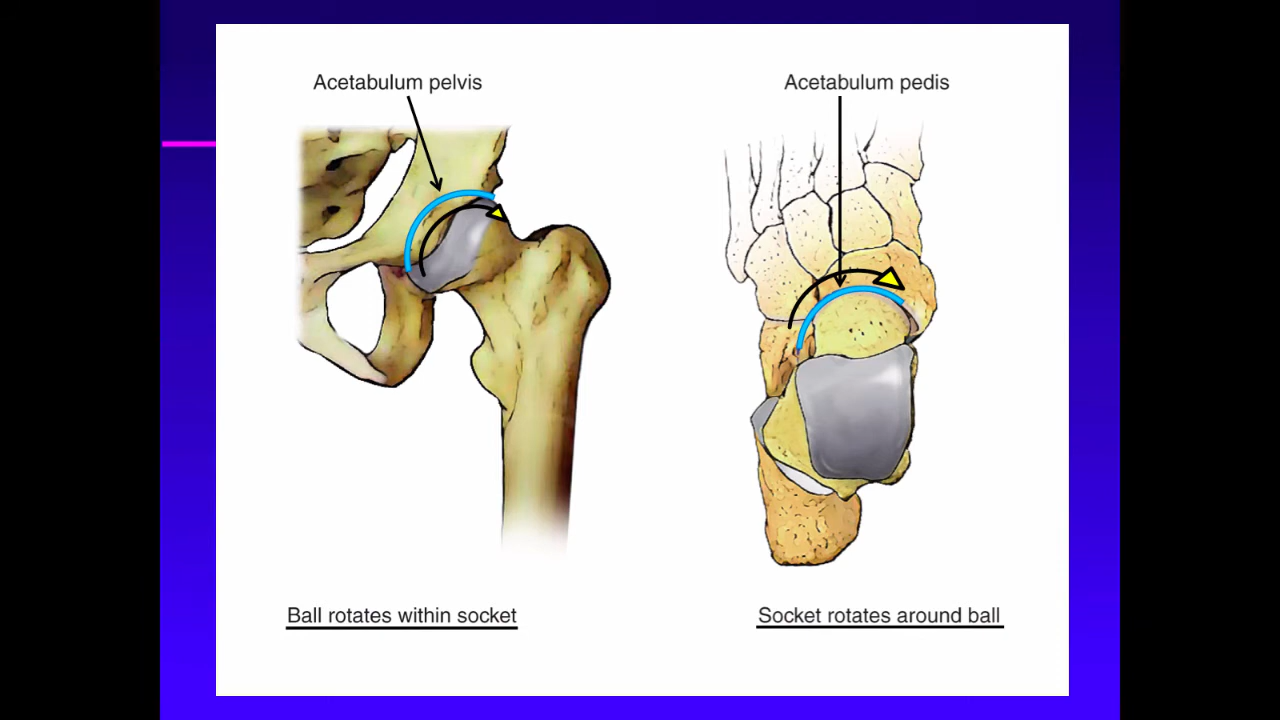 Acetabulum pelvis
Acetabulum pedis
Ball rotates within socket
Socket rotates around ball